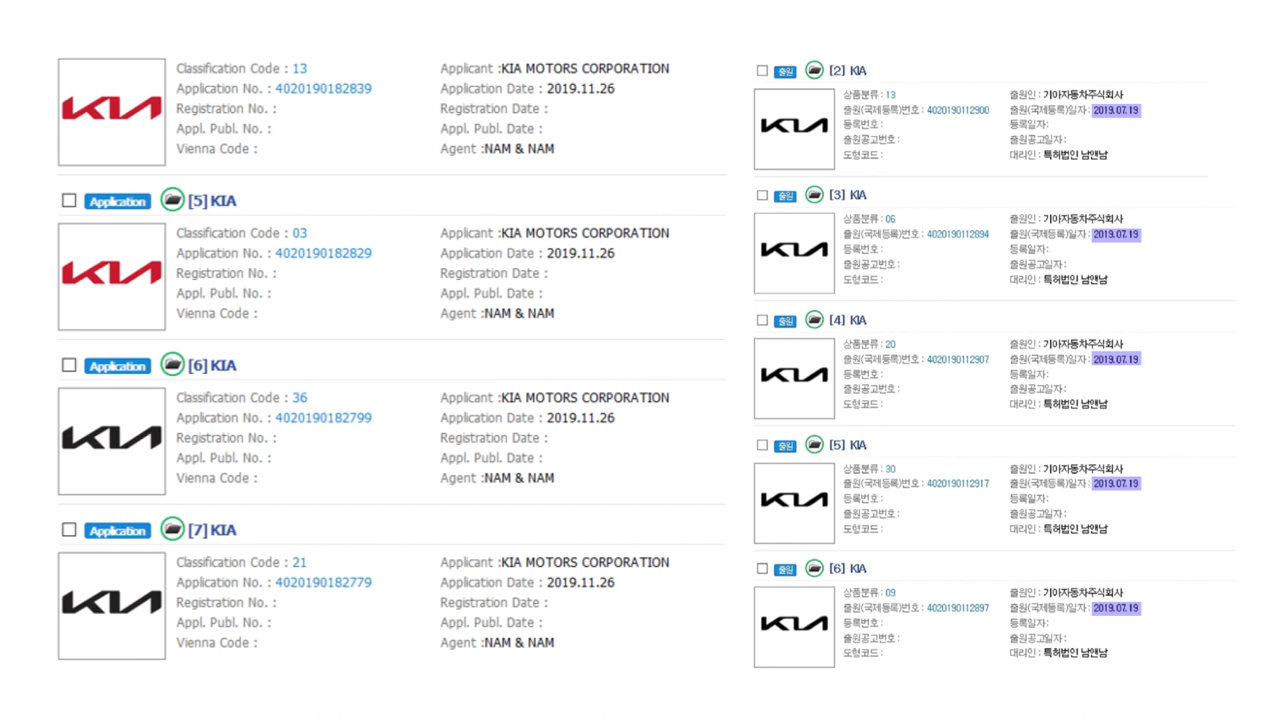 KIA
Classification Code : 13
Applicant :KIA MOTORS CORPORATION
Application No. : 4020190182839
Application Date : 2019.11.26
Registration No. :
Registration Date :
Appl. Publ. No. :
Appl. Publ. Date :
Vienna Code :
Agent :NAM & NAM
Application [5] KIA
KIA
Classification Code : 03
Applicant :KIA MOTORS CORPORATION
Application No. : 4020190182829
Application Date : 2019.11.26
Registration No. :
Registration Date :
Appl. Publ. No. :
Appl. Publ. Date :
Vienna Code :
Agent :NAM & NAM
Application [6] KIA
KIA
Classification Code : 36
Applicant :KIA MOTORS CORPORATION
Application No. : 4020190182799
Application Date : 2019.11.26
Registration No. :
Registration Date :
Appl. Publ. No. :
Appl. Publ. Date :
Vienna Code :
Agent :NAM & NAM
Application [7] KIA
KIA
Classification Code : 21
Applicant :KIA MOTORS CORPORATION
Application No. : 4020190182779
Application Date : 2019.11.26
Registration No. :
Registration Date :
Appl. Publ. No. :
Appl. Publ. Date :
Vienna Code :
Agent :NAM & NAM
출원 [2] KIA
KIA
상품분류 : 13
출원인 : 기아자동차주식회사
출원(국제등록)번호 : 4020190112900
출원(국제등록)일자 : 2019.07.19
등록번호 :
등록일자 :
출원공고번호 :
출원공고일자 :
도형코드 :
대리인 : 특허법인 남앤남
출원 [3] KIA
KIA
상품분류 : 06
출원인 : 기아자동차주식회사
출원(국제등록)번호 : 4020190112894
출원(국제등록)일자 : 2019.07.19
등록번호 :
등록일자 :
출원공고번호 :
출원공고일자 :
도형코드 :
대리인 : 특허법인 남앤남
출원 [4] KIA
KIA
상품분류 : 20
출원인 : 기아자동차주식회사
출원(국제등록)번호 : 4020190112907
출원(국제등록)일자 : 2019.07.19
등록번호 :
등록일자 :
출원공고번호 :
출원공고일자 :
도형코드 :
대리인 : 특허법인 남앤남
출원 [5] KIA
KIA
상품분류 : 30
출원인 : 기아자동차주식회사
출원(국제등록)번호 : 4020190112917
출원(국제등록)일자 : 2019.07.19
등록번호 :
등록일자 :
출원공고번호 :
출원공고일자 :
도형코드 :
대리인 : 특허법인 남앤남
출원 [6] KIA
KIA
상품분류 : 09
출원인 : 기아자동차주식회사
출원(국제등록)번호 : 4020190112897
출원(국제등록)일자 : 2019.07.19
등록번호 :
등록일자 :
출원공고번호 :
출원공고일자 :
도형코드 :
대리인 : 특허법인 남앤남